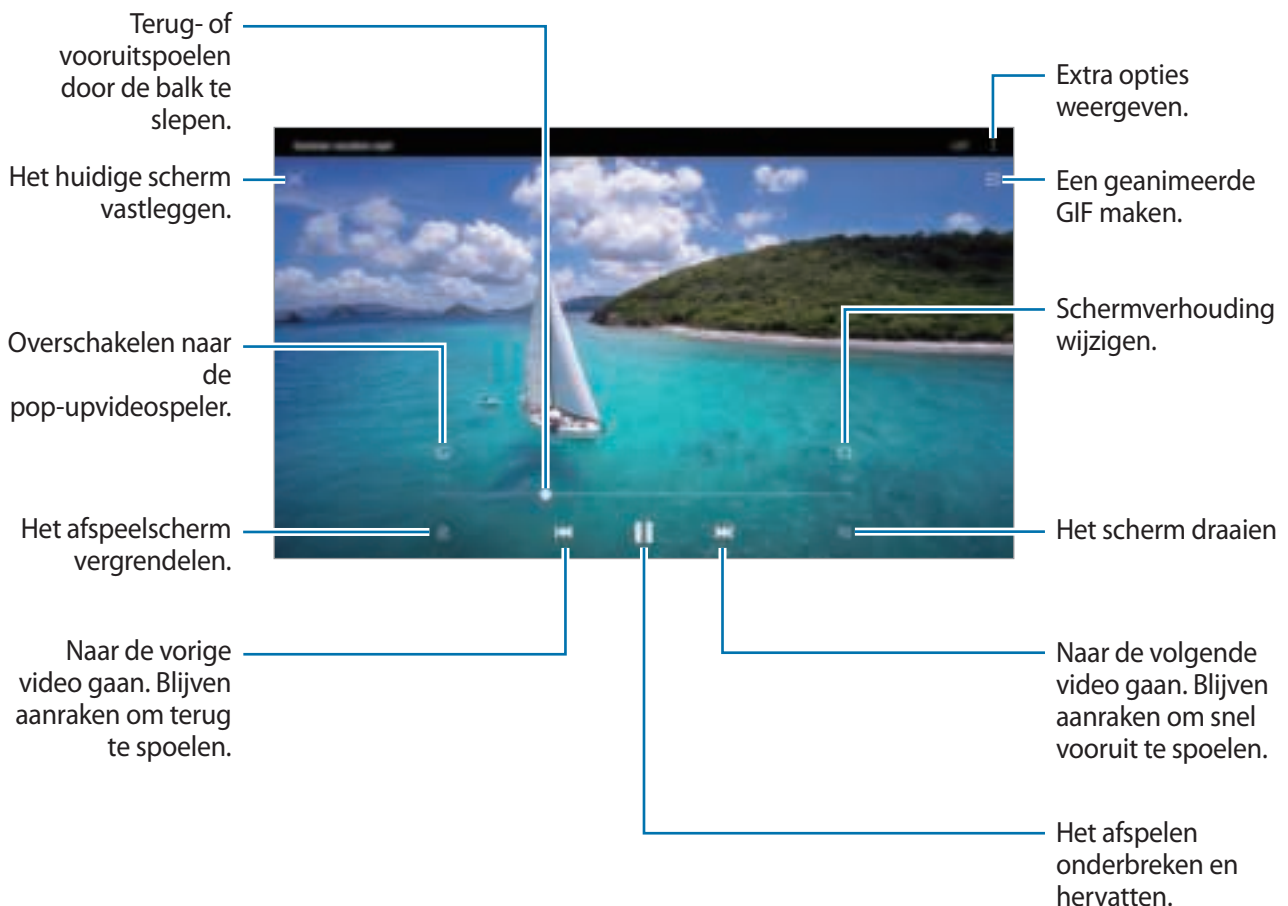 Terug- of
vooruitspoelen
door de balk te
slepen.
Het huidige scherm
vastleggen.
Overschakelen naar
de
pop-upvideospeler.
Het afspeelscherm
vergrendelen.
Naar de vorige
video gaan. Blijven
aanraken om terug
te spoelen.
Extra opties
weergeven.
Een geanimeerde
GIF maken.
Schermverhouding
wijzigen.
Het scherm draaien
Naar de volgende
video gaan. Blijven
aanraken om snel
vooruit te spoelen.
Het afspelen
onderbreken en
hervatten.